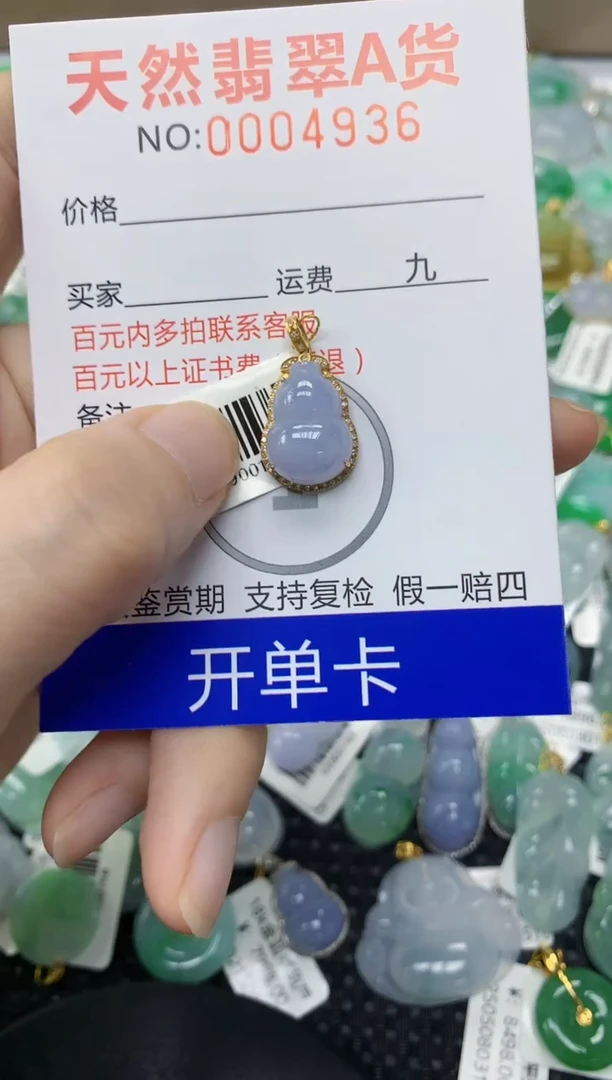 天然翡翠A货
NO:0004936
价格
买家 运费 九
百元内多拍联系客服
百元以上证书费 退）
备注
鉴赏期 支持复检 假一赔四
开单卡